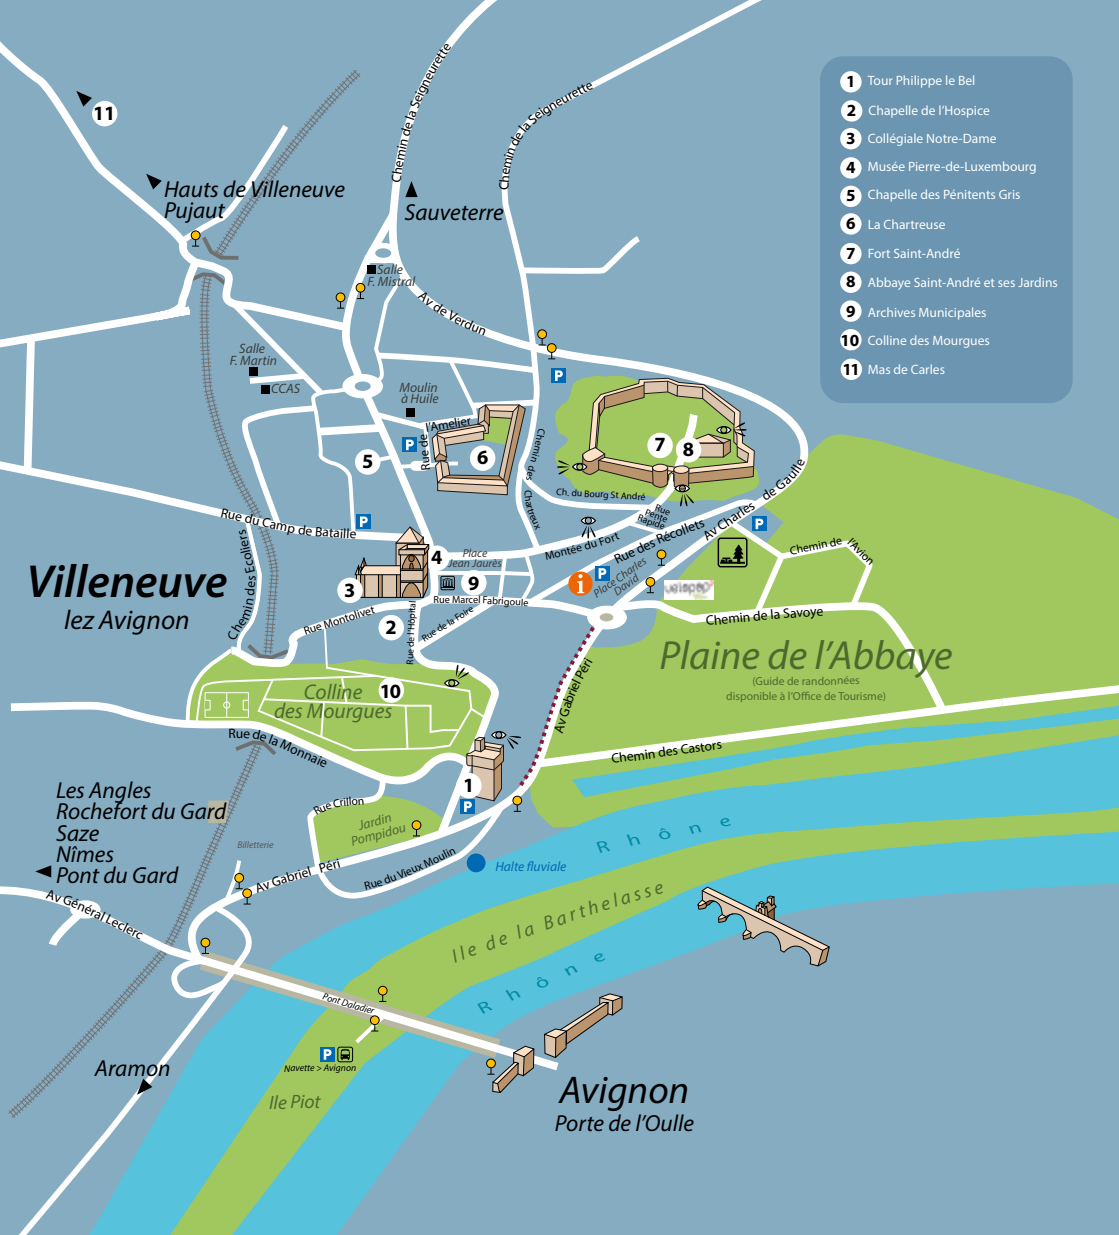 1 Tour Philippe le Bel
2 Chapelle de l'Hospice
3 Collégiale Notre-Dame
4 Musée Pierre-de-Luxembourg
5 Chapelle des Pénitents Gris
6 La Chartreuse
7 Fort Saint-André
8 Abbaye Saint-André et ses Jardins
9 Archives Municipales
10 Colline des Mourgues
11 Mas de Carles
Chemin de la Seigneurette
Chemin de la Seigneurette
11
Hauts de Villeneuve
Pujaut
Sauveterre
Salle
F. Mistral
Av de Verdun
Salle
F. Martin
CCAS
P
Moulin
à Huile
Rue de
l'Amelier
P
5
6
7
8
Chemin des
Chartreux
Ch. du Bourg St André
Rue
Pente
Rapide
Av Charles de Gaulle
P
Rue du Camp de Bataille
P
Montée du Fort
Rue des Récollets
Chemin de l'Avion
4
Place
Jean Jaurès
9
i
P
Place Charles
David
Villeneuve
lez Avignon
Chemin des Ecoliers
3
Rue Marcel Fabrigoule
Rue Montolivet
2
Rue de l'Hôpital
Rue de la Foire
Chemin de la Savoye
Plaine de l'Abbaye
(Guide de randonnées
disponible à l'Office de Tourisme)
Av Gabriel Péri
Colline
des Mourgues
10
Rue de la Monnaie
Chemin des Castors
1
P
Les Angles
Rochefort du Gard
Saze
Nîmes
Pont du Gard
Rue Crillon
Jardin
Pompidou
Rhône
Billetterie
Av Gabriel Péri
Rue du Vieux Moulin
Halte fluviale
Av Général Leclerc
Ile de la Barthelasse
Rhône
Pont Daladier
P
Navette > Avignon
Aramon
Ile Piot
Avignon
Porte de l'Oulle